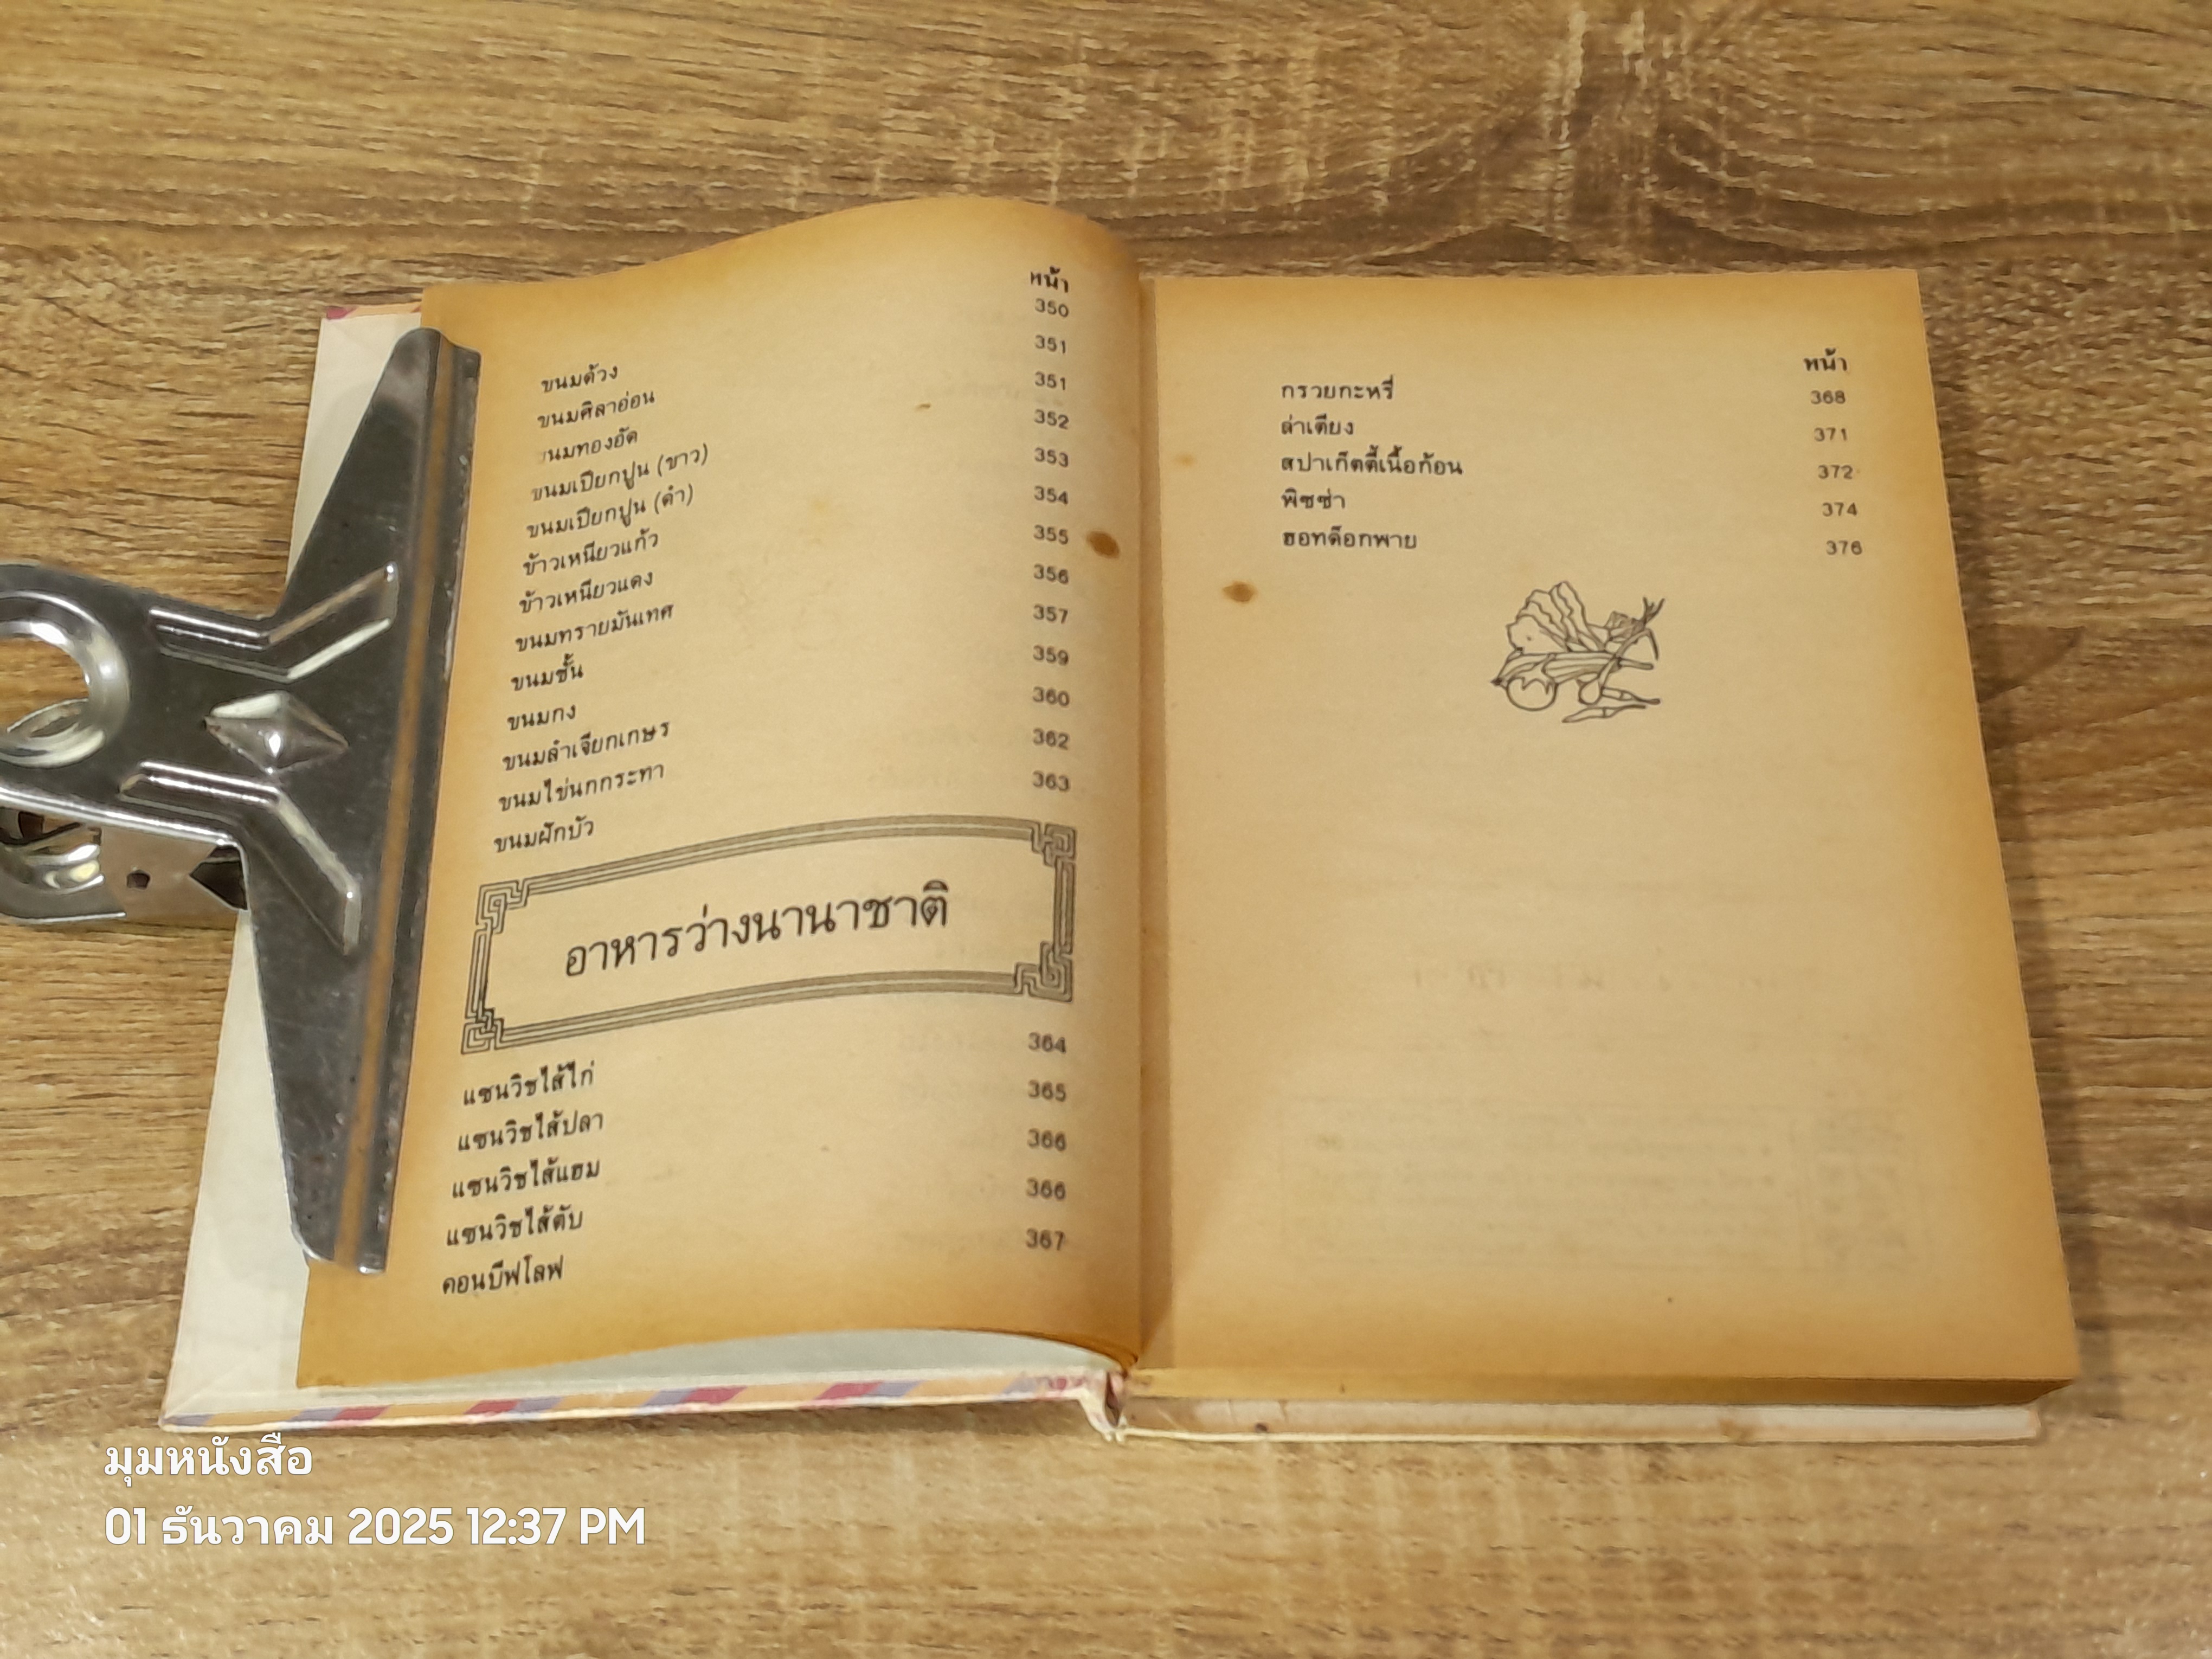 หน้า
ขนมด้วง 350
ขนมศิลาอ่อน 351
ขนมทองอัด 351
ขนมเปียกปูน (ขาว) 352
ขนมเปียกปูน (ดำ) 353
ข้าวเหนียวแก้ว 354
ข้าวเหนียวแดง 355
ขนมทรายมันเทศ 356
ขนมชั้น 357
ขนมกง 359
ขนมลำเจียกเกษร 360
ขนมไข่นกกระทา 362
ขนมฝักบัว 363
อาหารว่างนานาชาติ
แซนวิชไส้ไก่ 364
แซนวิชไส้ปลา 365
แซนวิชไส้แฮม 366
แซนวิชไส้ตับ 366
คอนบีฟโลฟ 367
หน้า
กรวยกะหรี่ 368
ล่าเตียง 371
สปาเก็ตตี้เนื้อก้อน 372
พิซซ่า 374
ฮอทด็อกพาย 376
มุมหนังสือ
01 ธันวาคม 2025 12:37 PM